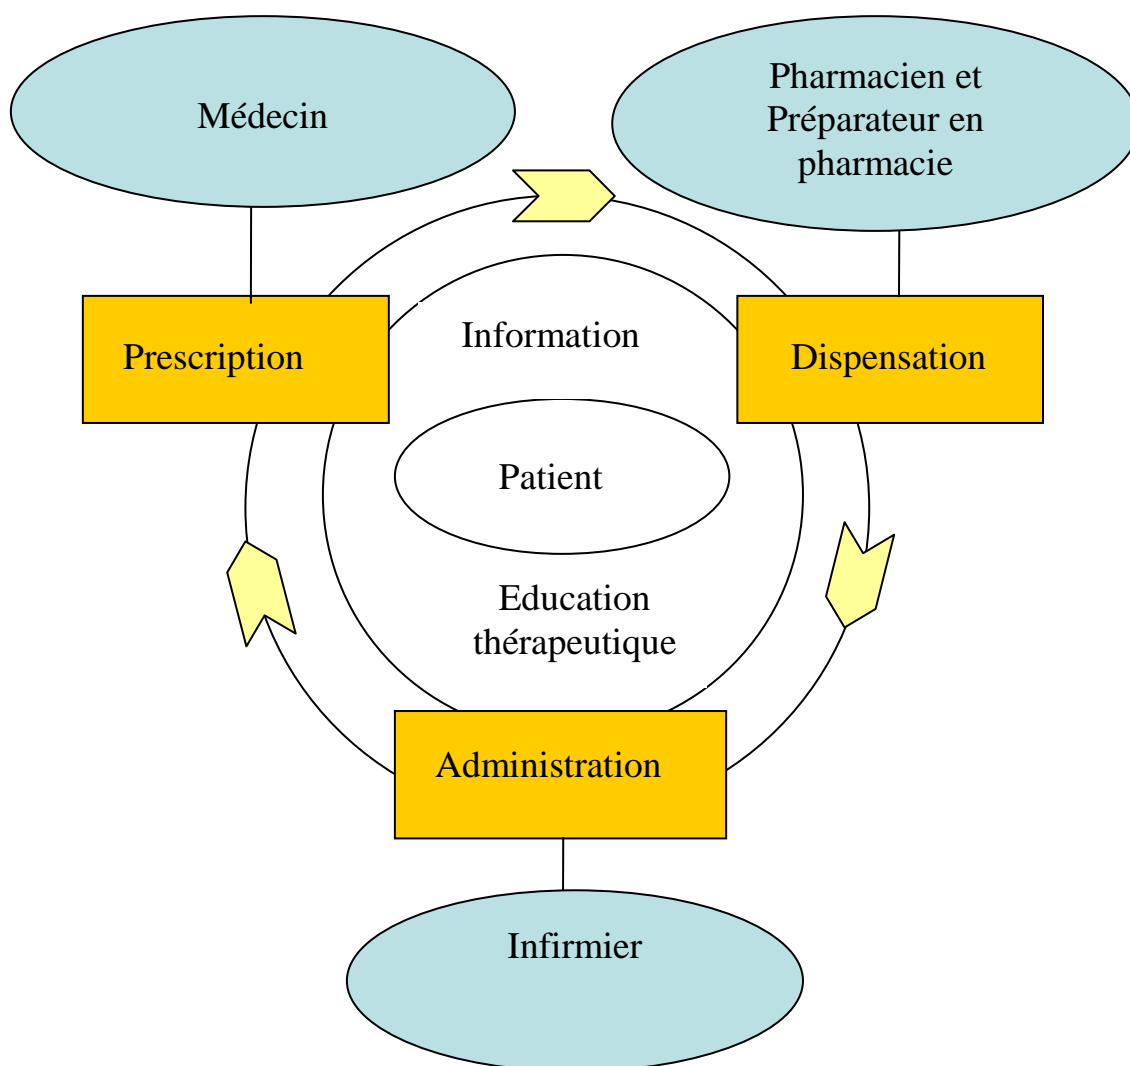 Médecin
Pharmacien et
Préparateur en
pharmacie
Information
Prescription
Dispensation
Patient
Education
thérapeutique
Administration
Infirmier